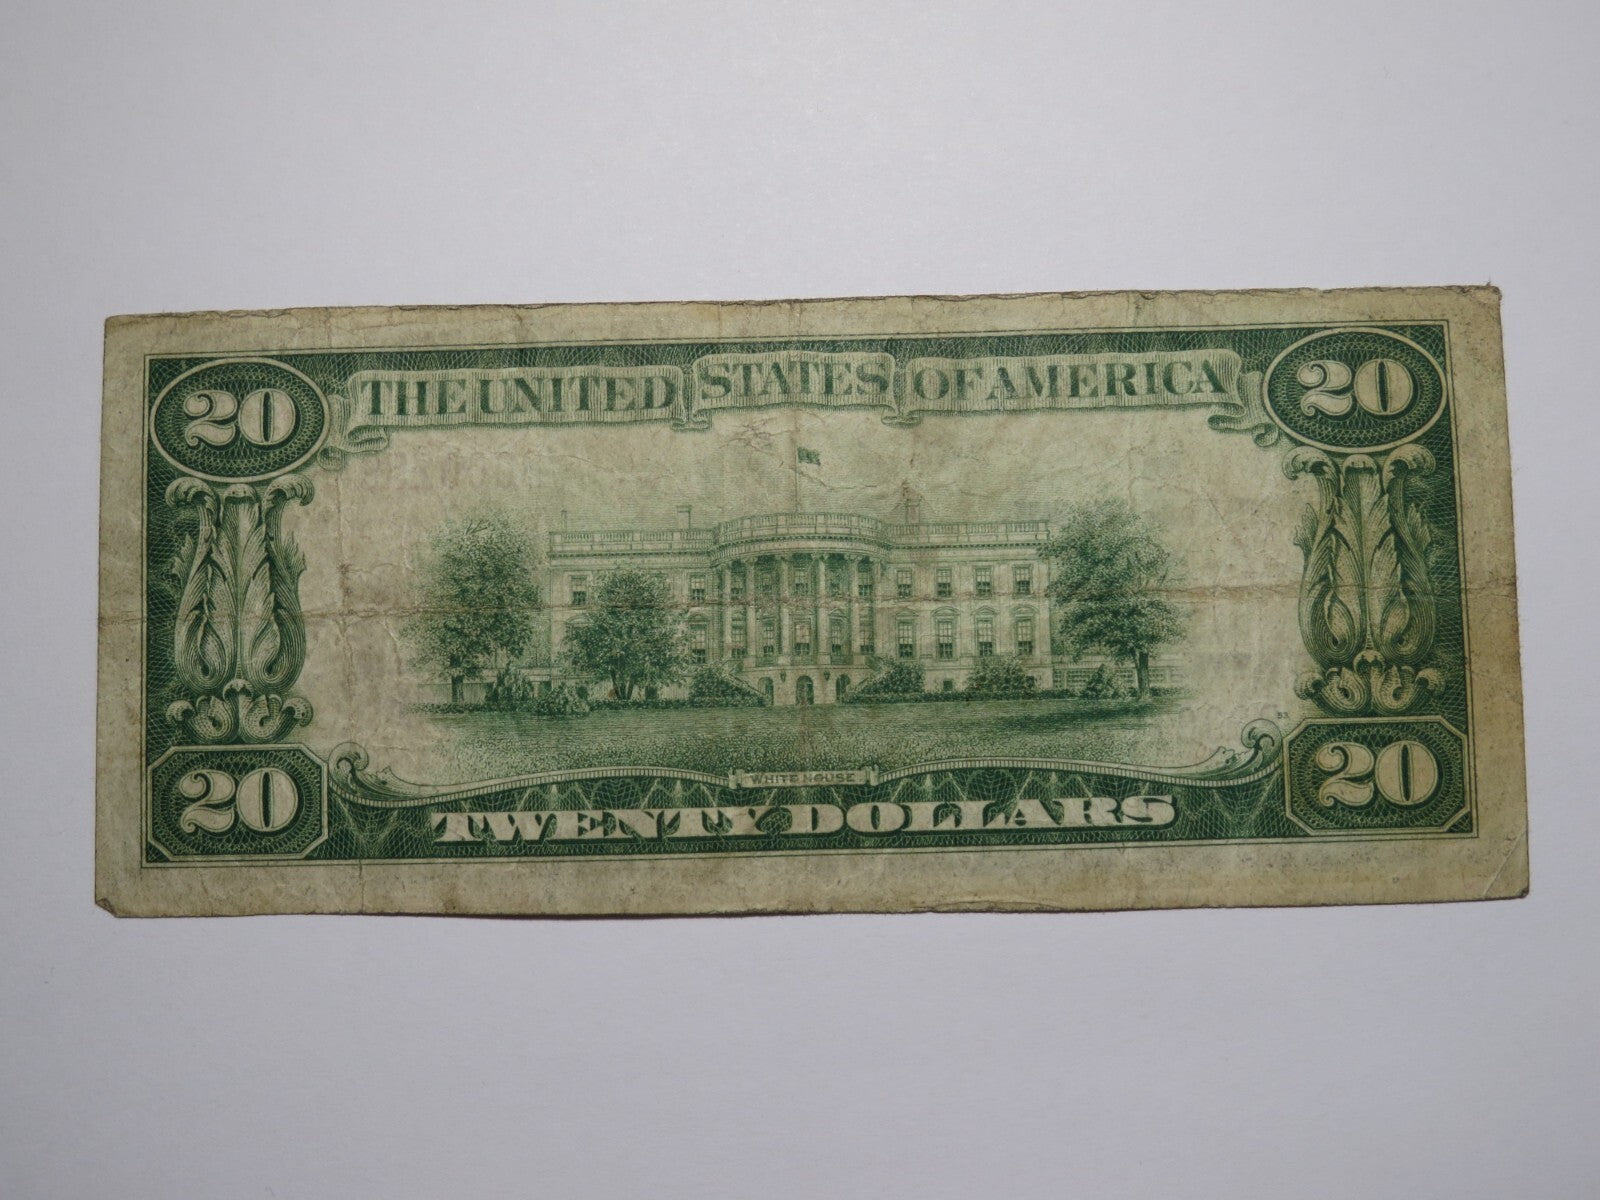 20 THE UNITED STATES OF AMERICA 20
WHITE HOUSE
20 TWENTY DOLLARS 20